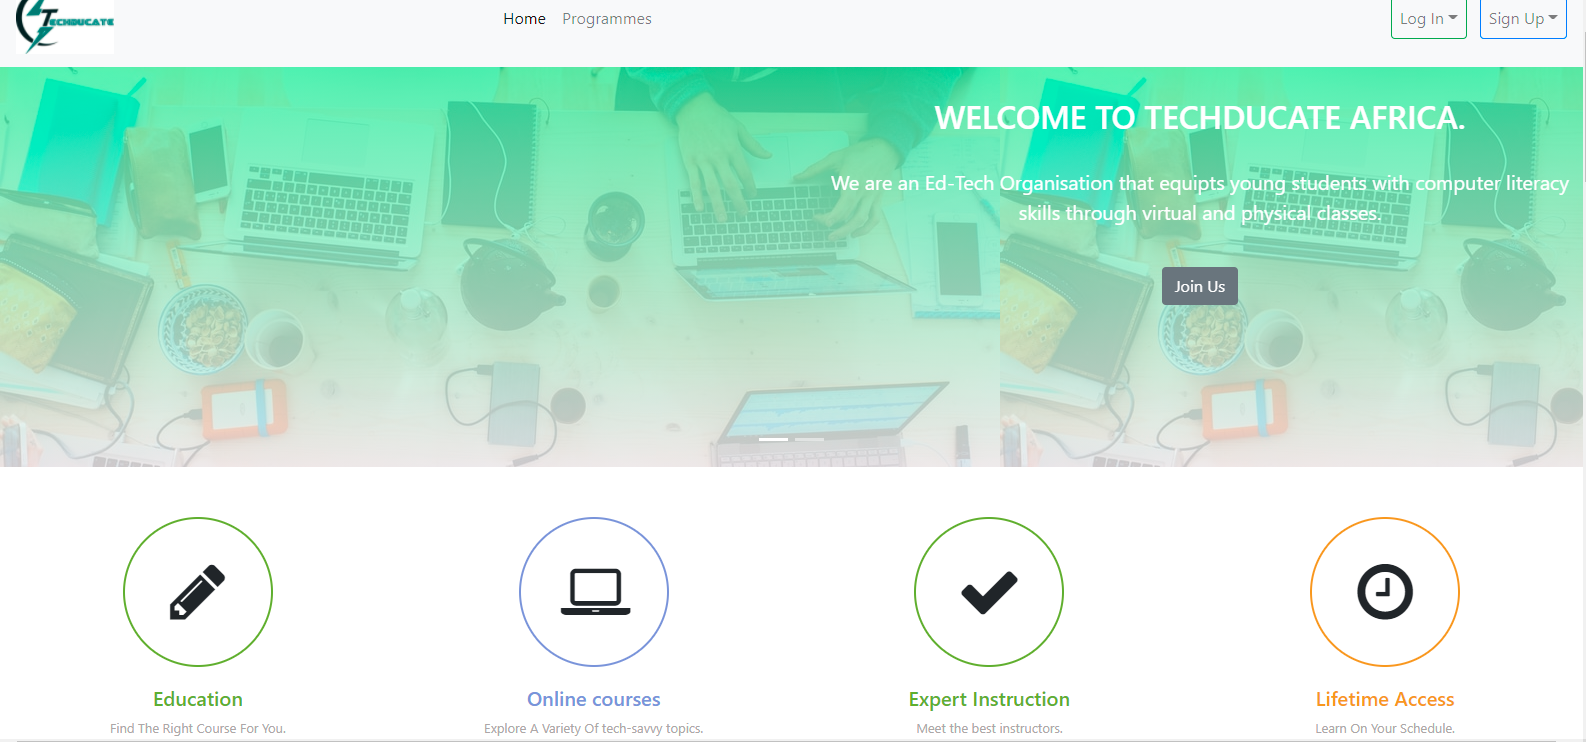 TECHDUCATE
Home
Programmes
Log In
Sign Up
WELCOME TO TECHDUCATE AFRICA.
We are an Ed-Tech Organisation that equipts young students with computer literacy
skills through virtual and physical classes.
Join Us
Education
Find The Right Course For You.
Online courses
Explore A Variety Of tech-savvy topics.
Expert Instruction
Meet the best instructors.
Lifetime Access
Learn On Your Schedule.